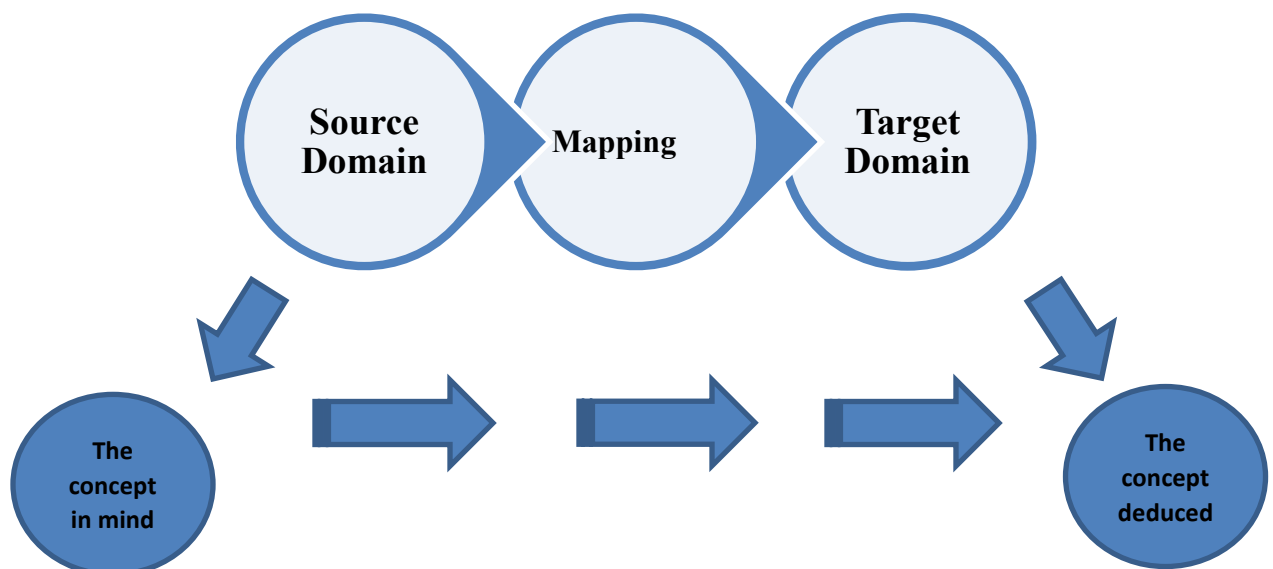 Source
Domain
Mapping
Target
Domain
The
concept
in mind
The
concept
deduced